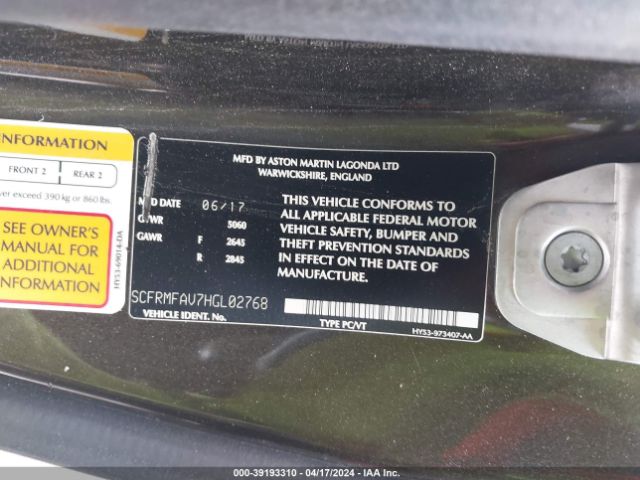 INFORMATION
FRONT 2 REAR 2
ver exceed 390 kg or 860 lbs.
SEE OWNER'S
MANUAL FOR
ADDITIONAL
INFORMATION
HY53-69014-DA
MFD BY ASTON MARTIN LAGONDA LTD
WARWICKSHIRE, ENGLAND
MFD DATE 06/17
GVWR 5060
GAWR F 2645
R 2845
THIS VEHICLE CONFORMS TO
ALL APPLICABLE FEDERAL MOTOR
VEHICLE SAFETY, BUMPER AND
THEFT PREVENTION STANDARDS
IN EFFECT ON THE DATE OF
MANUFACTURE.
SCFRMFAV7HGL02768
VEHICLE IDENT. No.
TYPE PC/VT
HY53-973407-AA
000-39193310 - 04/17/2024 - IAA Inc.